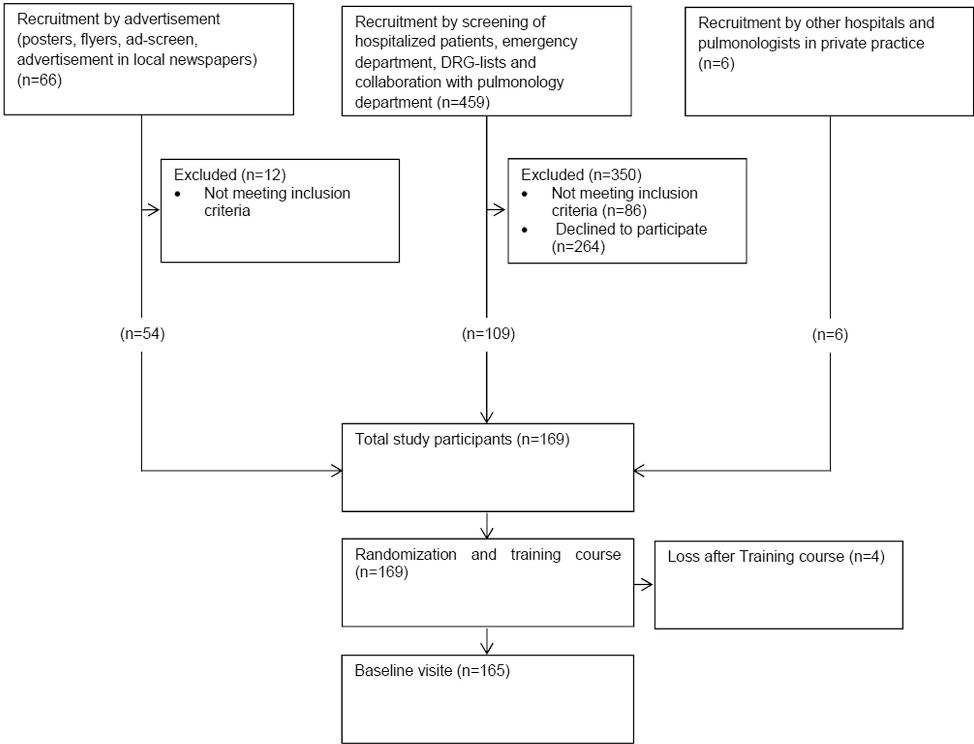 Recruitment by advertisement
(posters, flyers, ad-screen,
advertisement in local newspapers)
(n=66)
Recruitment by screening of
hospitalized patients, emergency
department, DRG-lists and
collaboration with pulmonology
department (n=459)
Recruitment by other hospitals and
pulmonologists in private practice
(n=6)
Excluded (n=12)
• Not meeting inclusion
criteria
Excluded (n=350)
• Not meeting inclusion
criteria (n=86)
• Declined to participate
(n=264)
(n=54)
(n=109)
(n=6)
Total study participants (n=169)
Randomization and training course
(n=169)
Loss after Training course (n=4)
Baseline visite (n=165)